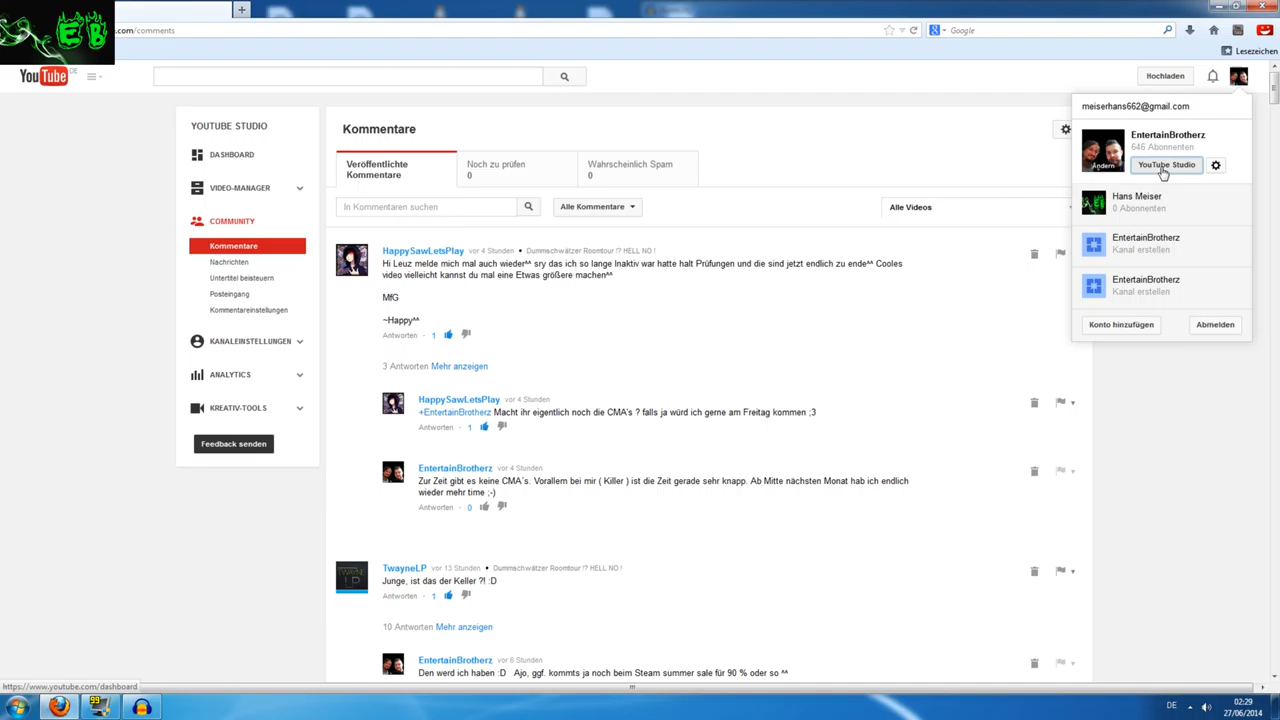 EB
.com/comments
Google
Lesezeichen
YouTube DE
Hochladen
meiserhans662@gmail.com
EntertainBrotherz
646 Abonnenten
Ändern
YouTube Studio
Hans Meiser
0 Abonnenten
EntertainBrotherz
Kanal erstellen
EntertainBrotherz
Kanal erstellen
Konto hinzufügen
Abmelden
YOUTUBE STUDIO
DASHBOARD
VIDEO-MANAGER
COMMUNITY
Kommentare
Nachrichten
Untertitel beisteuern
Posteingang
Kommentareinstellungen
KANALEINSTELLUNGEN
ANALYTICS
KREATIV-TOOLS
Feedback senden
Kommentare
Veröffentlichte Kommentare
Noch zu prüfen
0
Wahrscheinlich Spam
0
In Kommentaren suchen
Alle Kommentare
Alle Videos
HappySawLetsPlay vor 4 Stunden • Dummschwätzer Roomtour !? HELL NO !
Hi Leuz melde mich mal auch wieder^^ sry das ich so lange Inaktiv war hatte halt Prüfungen und die sind jetzt endlich zu ende^^ Cooles
video vielleicht kannst du mal eine Etwas größere machen^^
MfG
~Happy^^
Antworten · 1
3 Antworten Mehr anzeigen
HappySawLetsPlay vor 4 Stunden
+EntertainBrotherz Macht ihr eigentlich noch die CMA's ? falls ja würd ich gerne am Freitag kommen ;3
Antworten · 1
EntertainBrotherz vor 4 Stunden
Zur Zeit gibt es keine CMA´s. Vorallem bei mir ( Killer ) ist die Zeit gerade sehr knapp. Ab Mitte nächsten Monat hab ich endlich
wieder mehr time ;-)
Antworten · 0
TwayneLP vor 13 Stunden • Dummschwätzer Roomtour !? HELL NO !
Junge, ist das der Keller ?! :D
Antworten · 1
10 Antworten Mehr anzeigen
EntertainBrotherz vor 6 Stunden
Den werd ich haben :D Ajo, ggf. kommts ja noch beim Steam summer sale für 90 % oder so ^^
https://www.youtube.com/dashboard
99
DE
02:29
27/06/2014